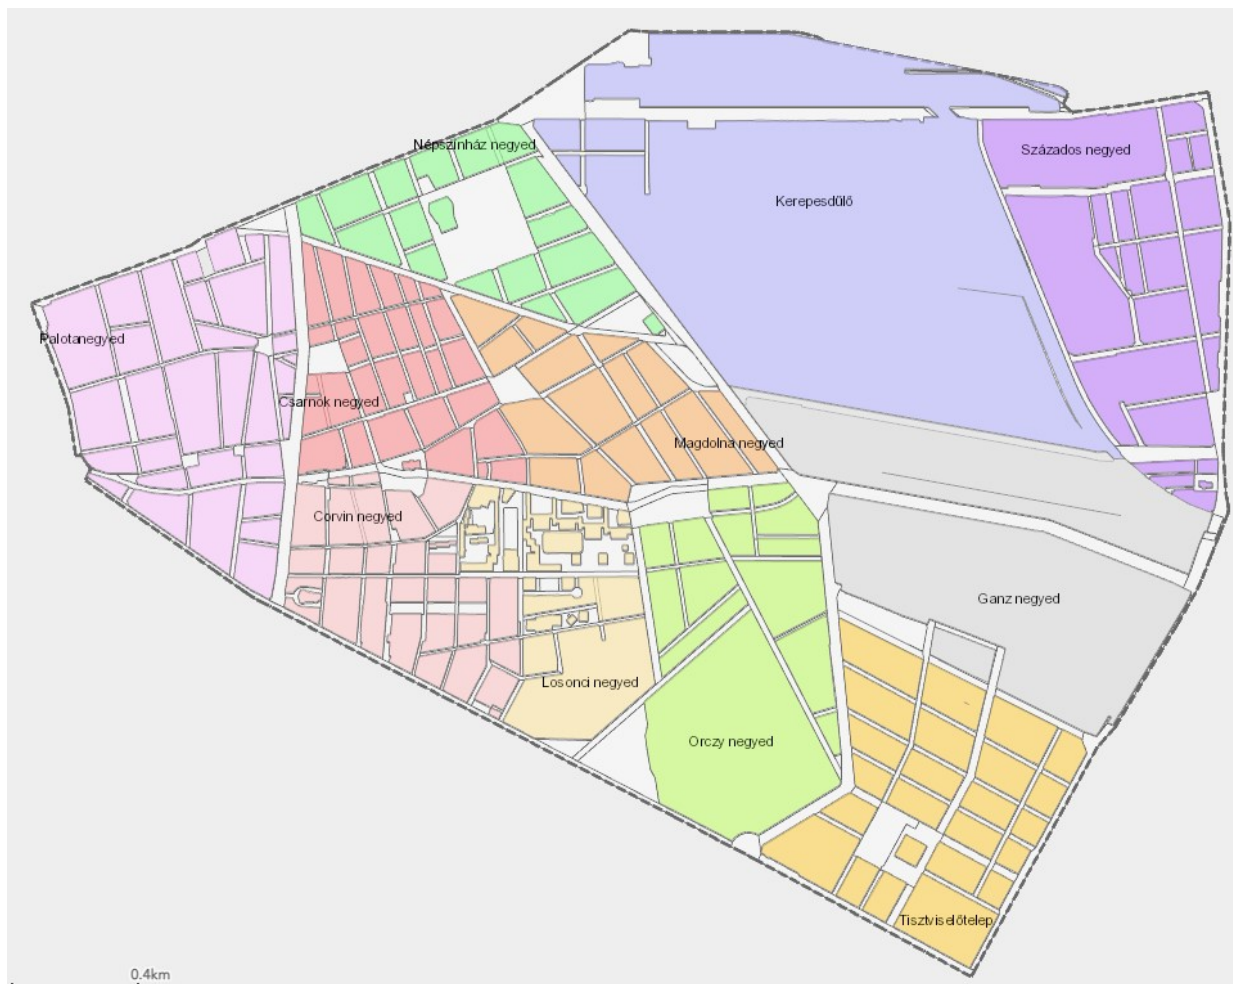 Népszínház negyed
Százados negyed
Kerepesdűlő
Palotanegyed
Csarnok negyed
Magdolna negyed
Corvin negyed
Ganz negyed
Losonci negyed
Orczy negyed
Tisztviselőtelep
0.4km